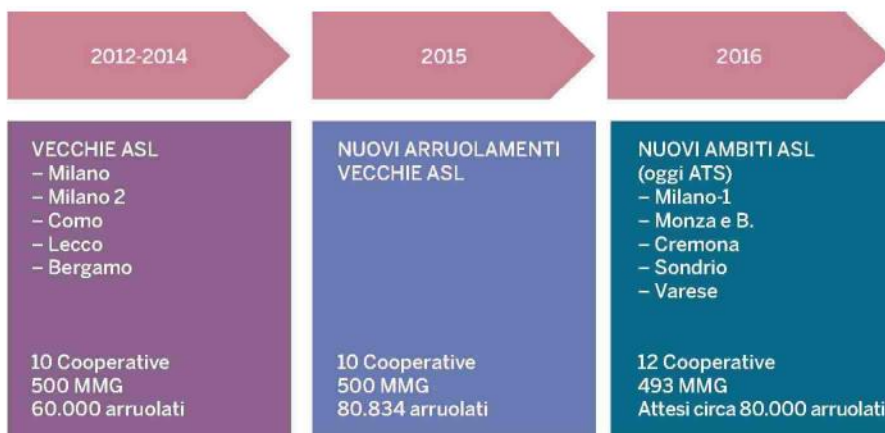 2012-2014
2015
2016
VECCHIE ASL
– Milano
– Milano 2
– Como
– Lecco
– Bergamo
10 Cooperative
500 MMG
60.000 arruolati
NUOVI ARRUOLAMENTI
VECCHIE ASL
10 Cooperative
500 MMG
80.834 arruolati
NUOVI AMBITI ASL
(oggi ATS)
– Milano-1
– Monza e B.
– Cremona
– Sondrio
– Varese
12 Cooperative
493 MMG
Attesi circa 80.000 arruolati